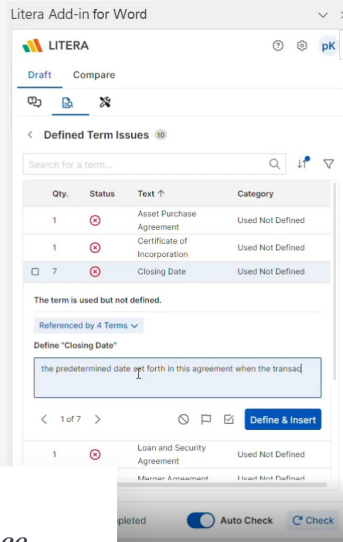 Litera Add-in for Word
LITERA
pK
Draft Compare
Defined Term Issues 10
Search for a term...
Qty. Status Text ↑ Category
1 Asset Purchase Agreement Used Not Defined
1 Certificate of Incorporation Used Not Defined
7 Closing Date Used Not Defined
The term is used but not defined.
Referenced by 4 Terms
Define "Closing Date"
the predetermined date set forth in this agreement when the transac
1 of 7
Define & Insert
1 Loan and Security Agreement Used Not Defined
Merger Agreement Used Not Defined
Auto Check
Check